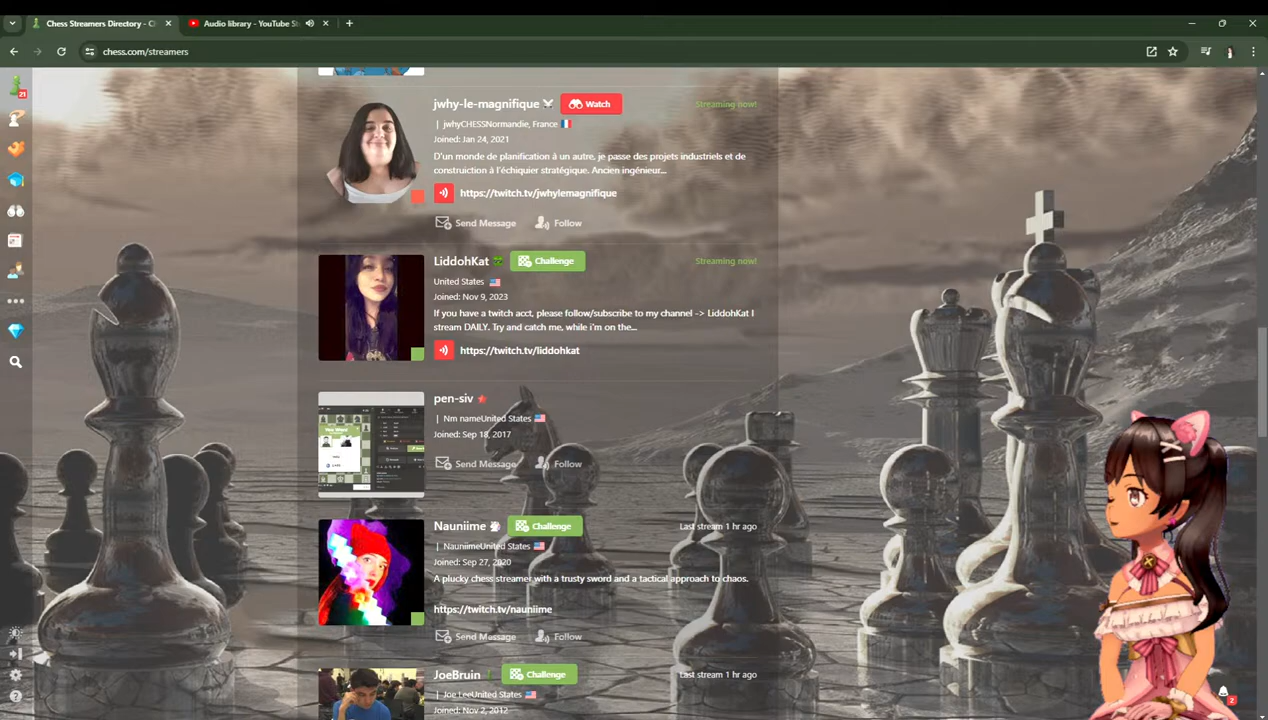 Chess Streamers Directory - C
Audio library - YouTube St
chess.com/streamers
21
jwhy-le-magnifique
Watch
Streaming now!
| jwhyCHESSNormandie, France
Joined: Jan 24, 2021
D'un monde de planification à un autre, je passe des projets industriels et de
construiction à l'échiquier stratégique. Ancien ingénieur...
https://twitch.tv/jwhylemagnifique
Send Message
Follow
LiddohKat
Challenge
Streaming now!
United States
Joined: Nov 9, 2023
If you have a twitch acct, please follow/subscribe to my channel -> LiddohKat I
stream DAILY. Try and catch me, while i'm on the...
https://twitch.tv/liddohkat
pen-siv
| Nm nameUnited States
Joined: Sep 18, 2017
Send Message
Follow
Nauniime
Challenge
Last stream 1 hr ago
| NauniimeUnited States
Joined: Sep 27, 2020
A plucky chess streamer with a trusty sword and a tactical approach to chaos.
https://twitch.tv/nauniime
Send Message
Follow
JoeBruin
Challenge
Last stream 1 hr ago
| Joe LeeUnited States
Joined: Nov 2, 2012
2